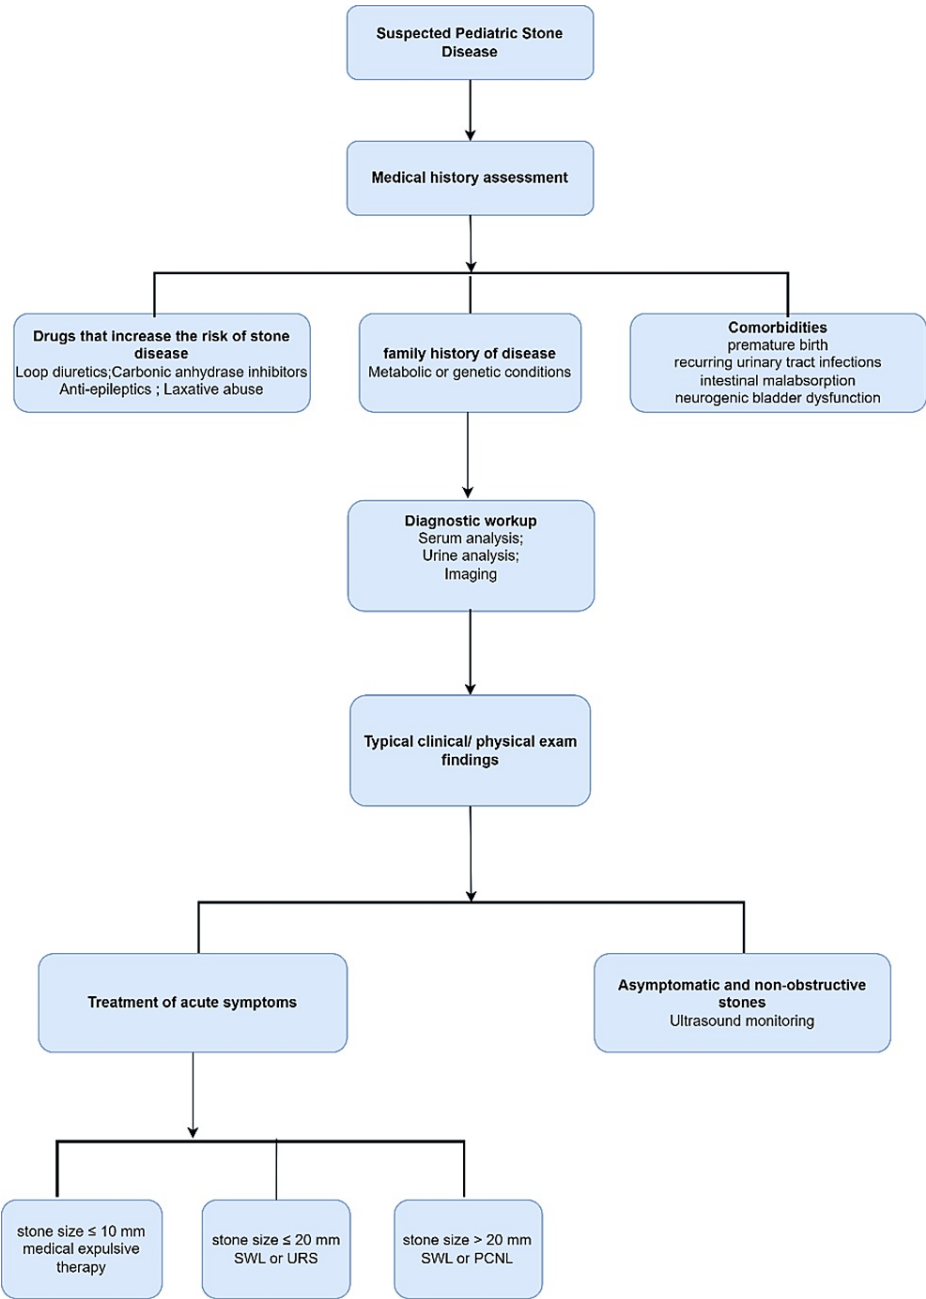 Suspected Pediatric Stone
Disease
Medical history assessment
Drugs that increase the risk of stone
disease
Loop diuretics;Carbonic anhydrase inhibitors
Anti-epileptics ; Laxative abuse
family history of disease
Metabolic or genetic conditions
Comorbidities
premature birth
recurring urinary tract infections
intestinal malabsorption
neurogenic bladder dysfunction
Diagnostic workup
Serum analysis;
Urine analysis;
Imaging
Typical clinical/ physical exam
findings
Treatment of acute symptoms
Asymptomatic and non-obstructive
stones
Ultrasound monitoring
stone size ≤ 10 mm
medical expulsive
therapy
stone size ≤ 20 mm
SWL or URS
stone size > 20 mm
SWL or PCNL